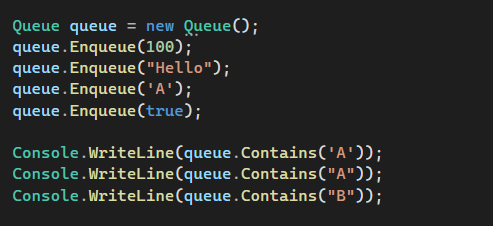 Queue queue = new Queue();
queue.Enqueue(100);
queue.Enqueue("Hello");
queue.Enqueue('A');
queue.Enqueue(true);
Console.WriteLine(queue.Contains('A'));
Console.WriteLine(queue.Contains("A"));
Console.WriteLine(queue.Contains("B"));